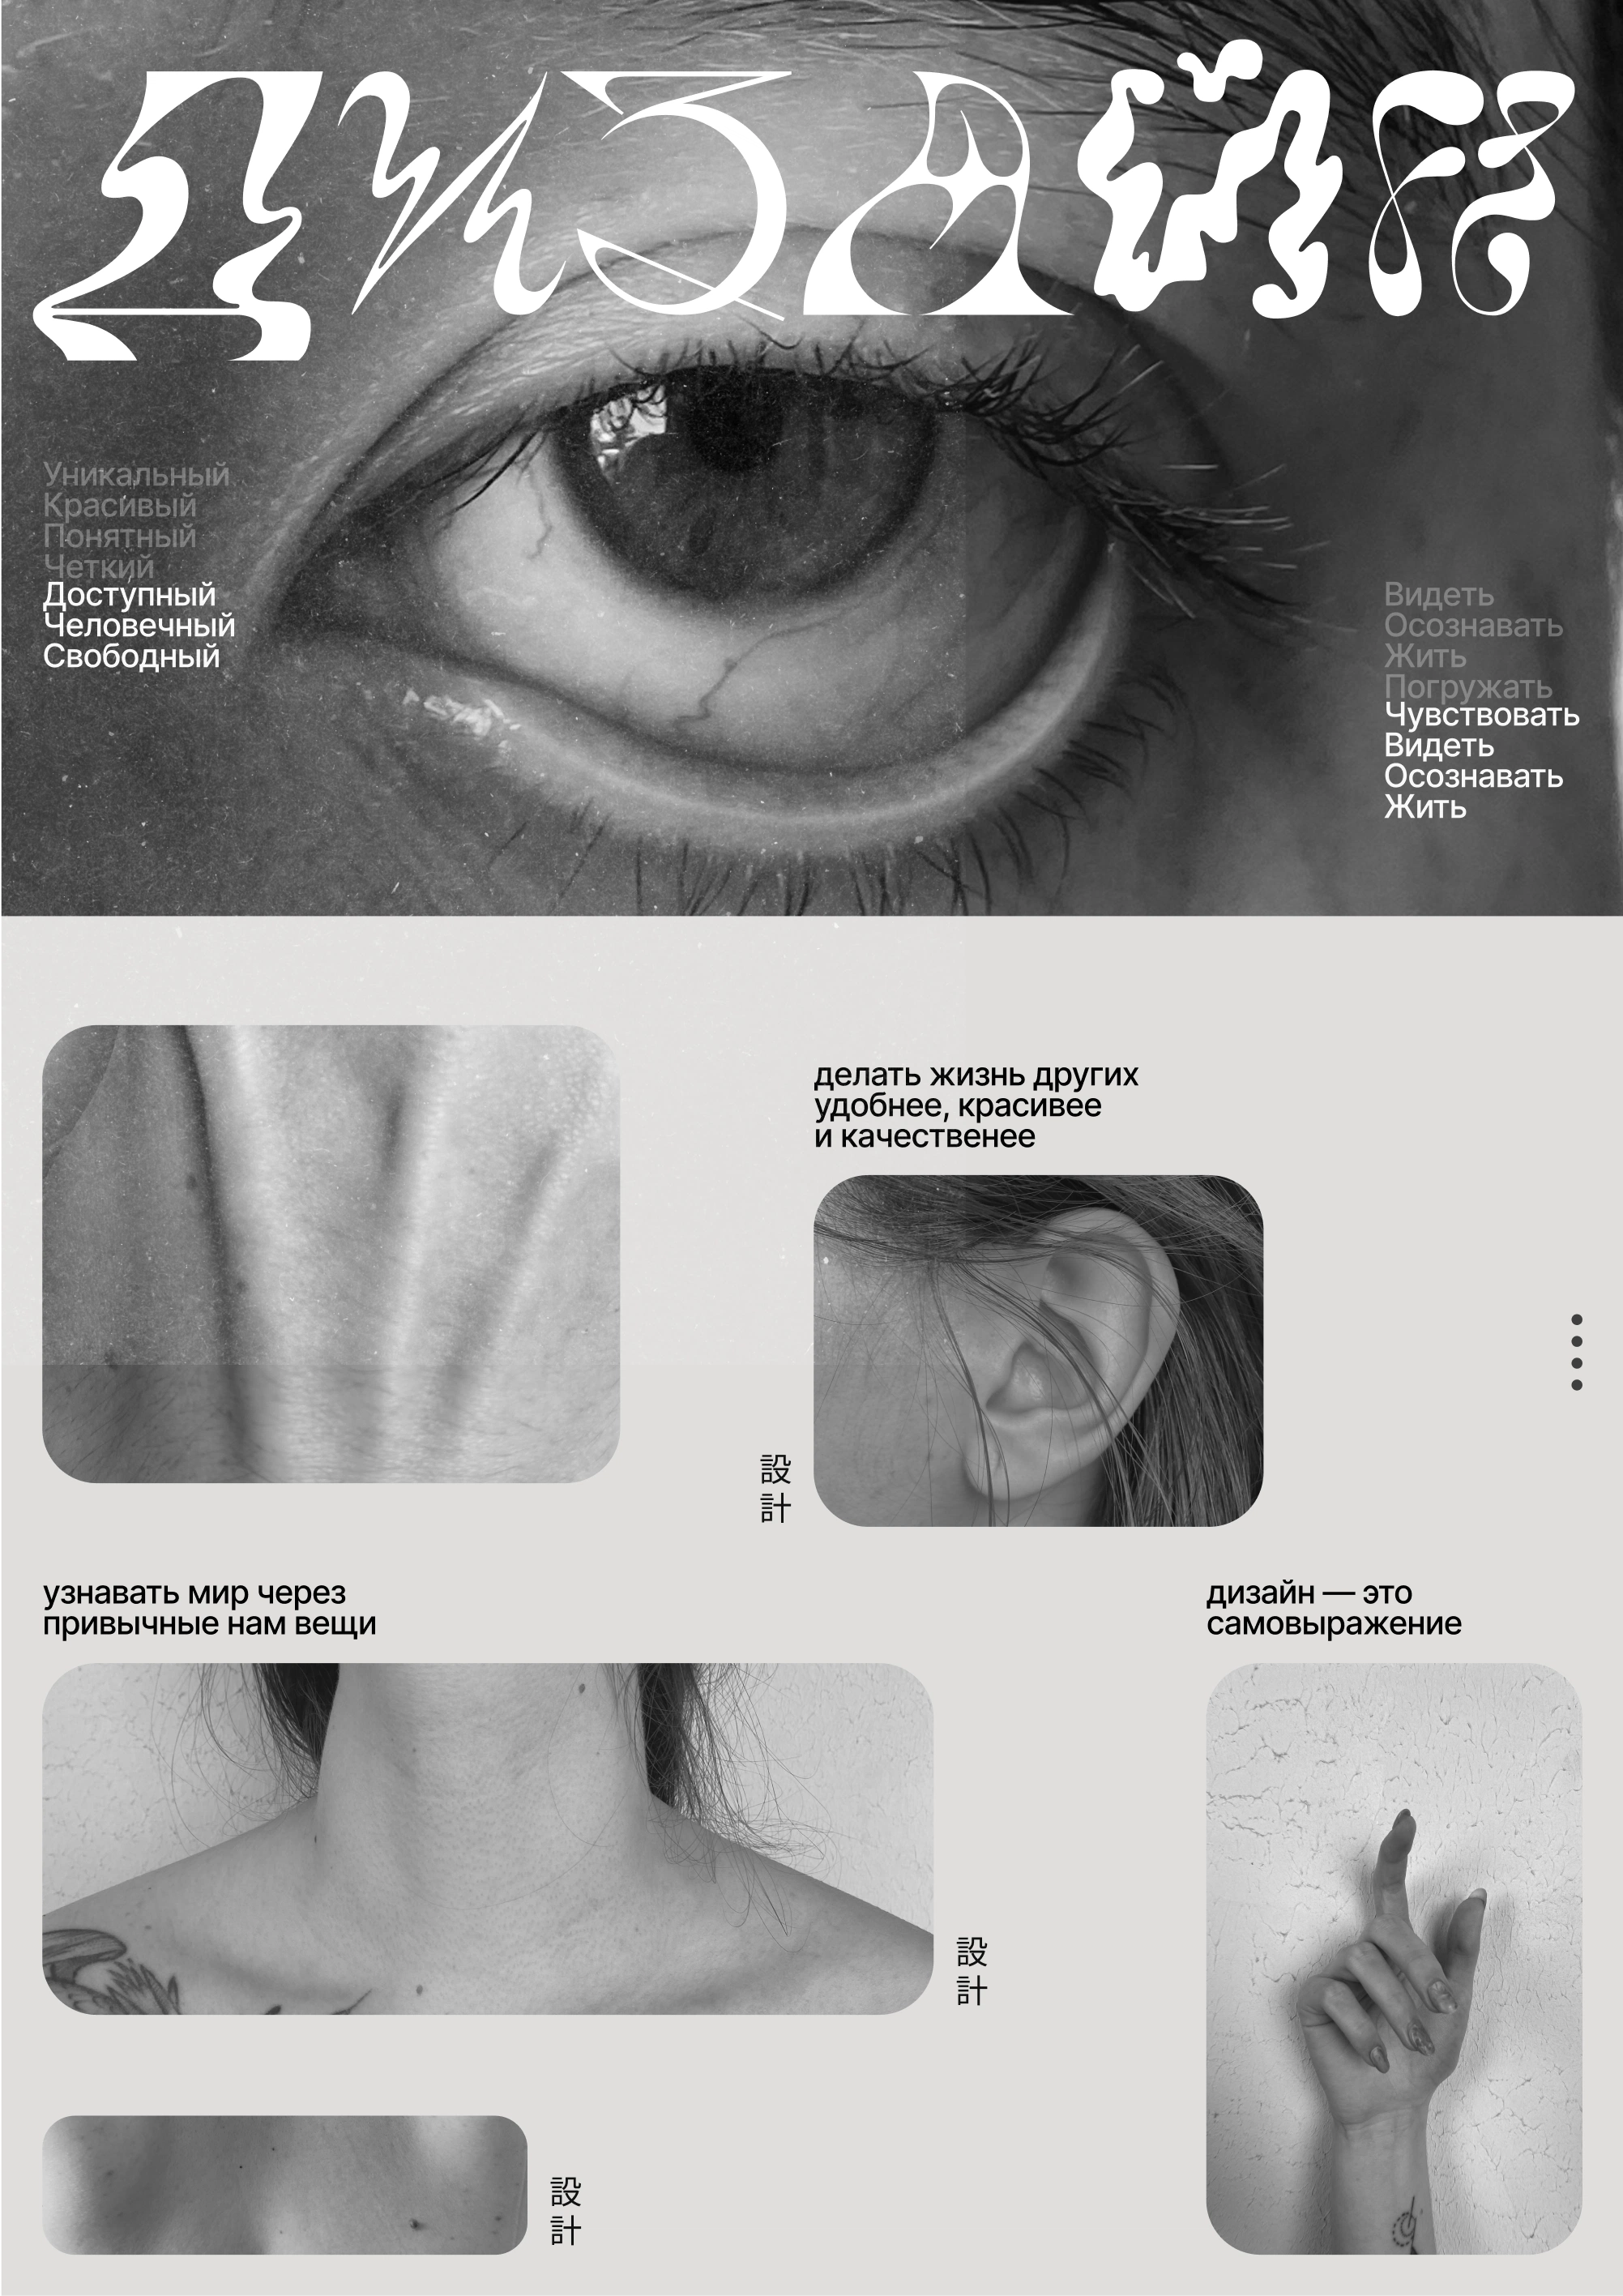 ДИЗАЙН
Уникальный
Красивый
Понятный
Четкий
Доступный
Человечный
Свободный
Видеть
Осознавать
Жить
Погружать
Чувствовать
Видеть
Осознавать
Жить
делать жизнь других
удобнее, красивее
и качественее
設
計
узнавать мир через
привычные нам вещи
дизайн — это
самовыражение
設
計
設
計